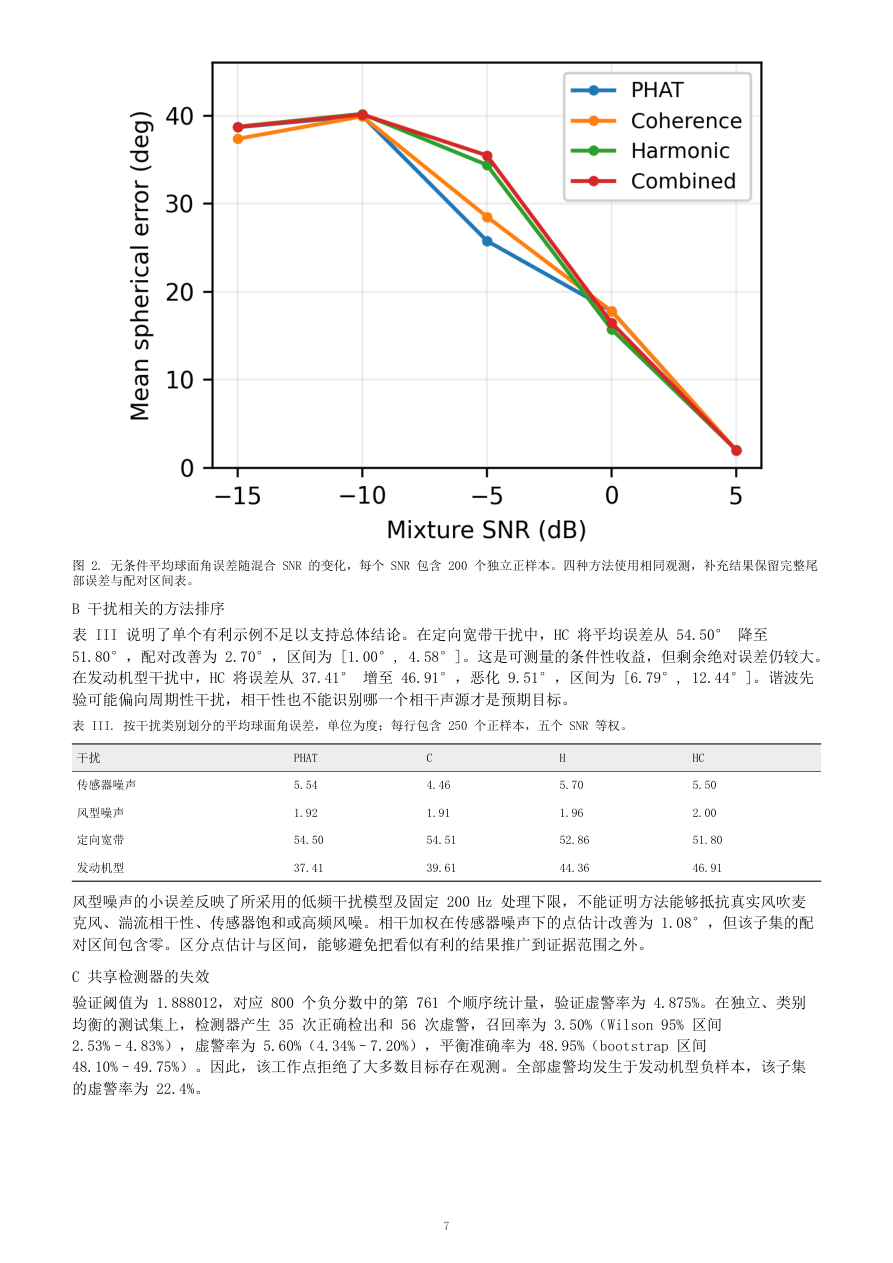 40
30
20
10
0
Mean spherical error (deg)
PHAT
Coherence
Harmonic
Combined
−15
−10
−5
0
5
Mixture SNR (dB)
图 2. 无条件平均球面角误差随混合 SNR 的变化，每个 SNR 包含 200 个独立正样本。四种方法使用相同观测，补充结果保留完整尾
部误差与配对区间表。
B 干扰相关的方法排序
表 III 说明了单个有利示例不足以支持总体结论。在定向宽带干扰中，HC 将平均误差从 54.50° 降至
51.80°，配对改善为 2.70°，区间为 [1.00°, 4.58°]。这是可测量的条件性收益，但剩余绝对误差仍较大。
在发动机型干扰中，HC 将误差从 37.41° 增至 46.91°，恶化 9.51°，区间为 [6.79°, 12.44°]。谐波先
验可能偏向周期性干扰，相干性也不能识别哪一个相干声源才是预期目标。
表 III. 按干扰类别划分的平均球面角误差，单位为度；每行包含 250 个正样本，五个 SNR 等权。
干扰 PHAT C H HC
传感器噪声 5.54 4.46 5.70 5.50
风型噪声 1.92 1.91 1.96 2.00
定向宽带 54.50 54.51 52.86 51.80
发动机型 37.41 39.61 44.36 46.91
风型噪声的小误差反映了所采用的低频干扰模型及固定 200 Hz 处理下限，不能证明方法能够抵抗真实风吹麦
克风、湍流相干性、传感器饱和或高频风噪。相干加权在传感器噪声下的点估计改善为 1.08°，但该子集的配
对区间包含零。区分点估计与区间，能够避免把看似有利的结果推广到证据范围之外。
C 共享检测器的失效
验证阈值为 1.888012，对应 800 个负分数中的第 761 个顺序统计量，验证虚警率为 4.875%。在独立、类别
均衡的测试集上，检测器产生 35 次正确检出和 56 次虚警，召回率为 3.50%（Wilson 95% 区间
2.53%–4.83%），虚警率为 5.60%（4.34%–7.20%），平衡准确率为 48.95%（bootstrap 区间
48.10%–49.75%）。因此，该工作点拒绝了大多数目标存在观测。全部虚警均发生于发动机型负样本，该子集
的虚警率为 22.4%。
7